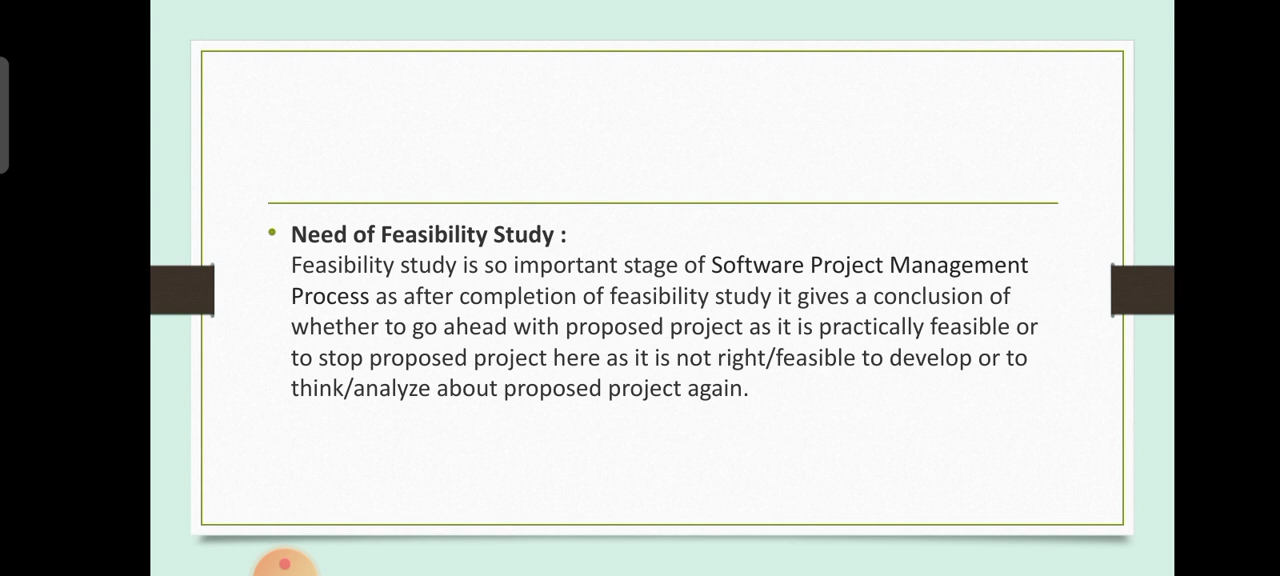 Need of Feasibility Study :
Feasibility study is so important stage of Software Project Management
Process as after completion of feasibility study it gives a conclusion of
whether to go ahead with proposed project as it is practically feasible or
to stop proposed project here as it is not right/feasible to develop or to
think/analyze about proposed project again.